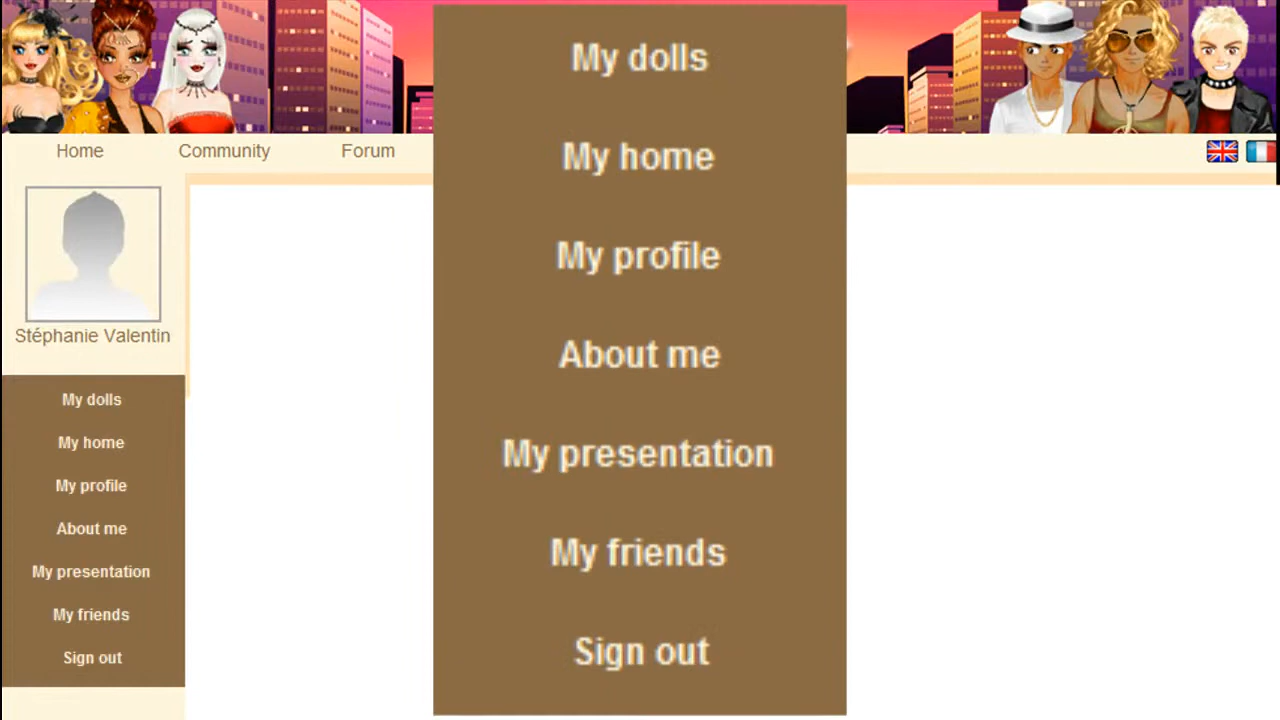 Home
Community
Forum
Stéphanie Valentin
My dolls
My home
My profile
About me
My presentation
My friends
Sign out
My dolls
My home
My profile
About me
My presentation
My friends
Sign out